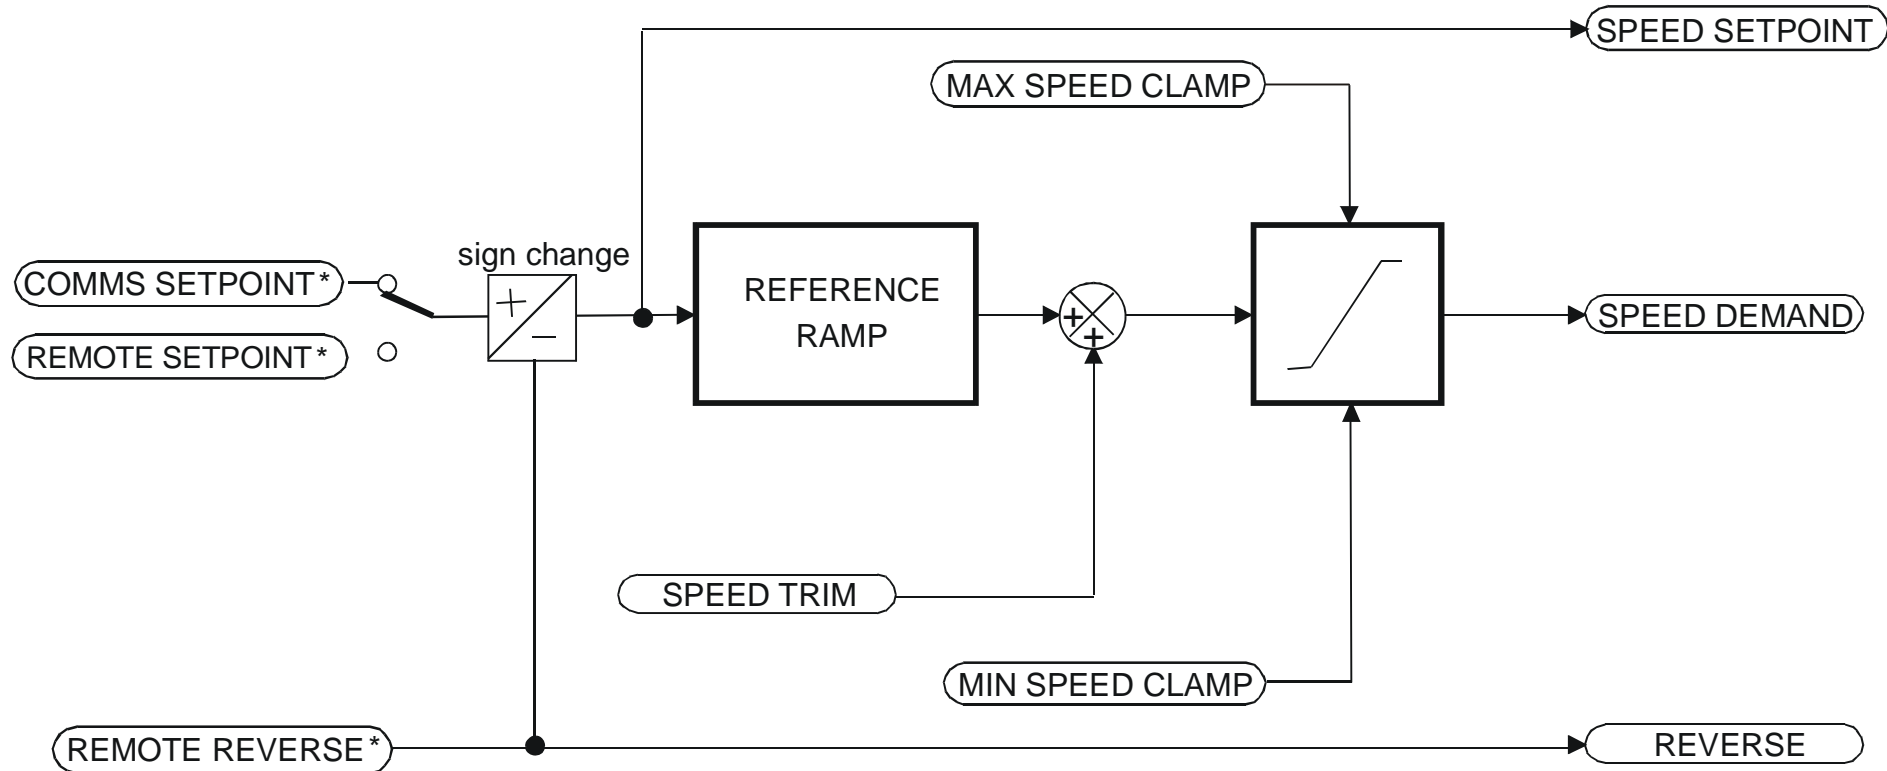 SPEED SETPOINT
MAX SPEED CLAMP
sign change
COMMS SETPOINT*
REFERENCE
RAMP
SPEED DEMAND
REMOTE SETPOINT*
SPEED TRIM
MIN SPEED CLAMP
REMOTE REVERSE*
REVERSE